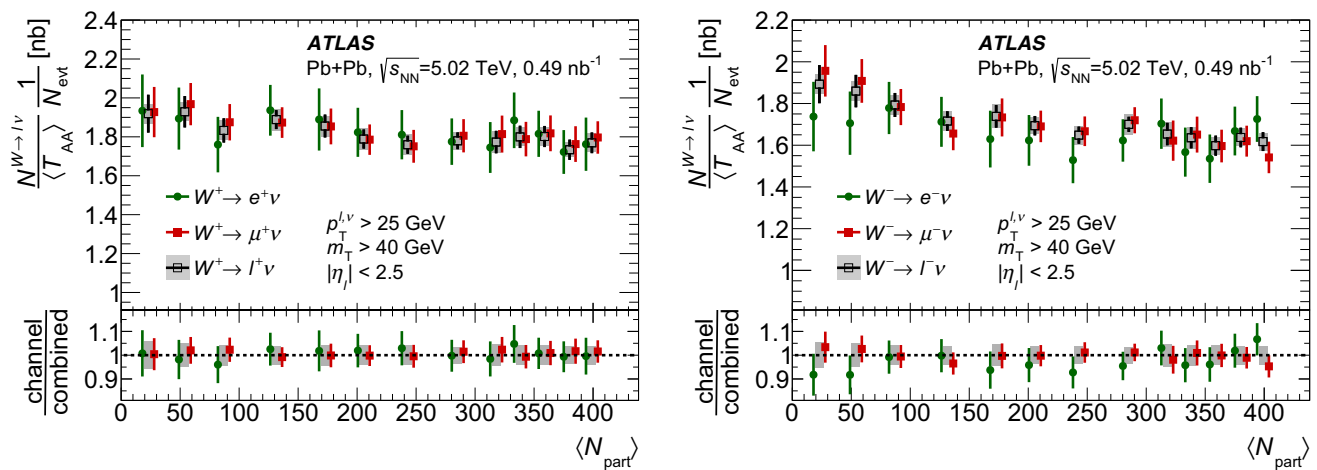 N^{W→lν} / ⟨T_AA⟩ 1 / N_evt [nb]
2.4
2.2
2
1.8
1.6
1.4
1.2
1
ATLAS
Pb+Pb, √s_NN=5.02 TeV, 0.49 nb⁻¹
W⁺→ e⁺ν
W⁺→ μ⁺ν
W⁺→ l⁺ν
p_T^{l,ν} > 25 GeV
m_T > 40 GeV
|η_l| < 2.5
channel / combined
1.1
1
0.9
0 50 100 150 200 250 300 350 400
⟨N_part⟩
N^{W→lν} / ⟨T_AA⟩ 1 / N_evt [nb]
2.2
2
1.8
1.6
1.4
1.2
1
ATLAS
Pb+Pb, √s_NN=5.02 TeV, 0.49 nb⁻¹
W⁻→ e⁻ν
W⁻→ μ⁻ν
W⁻→ l⁻ν
p_T^{l,ν} > 25 GeV
m_T > 40 GeV
|η_l| < 2.5
channel / combined
1.1
1
0.9
0 50 100 150 200 250 300 350 400
⟨N_part⟩